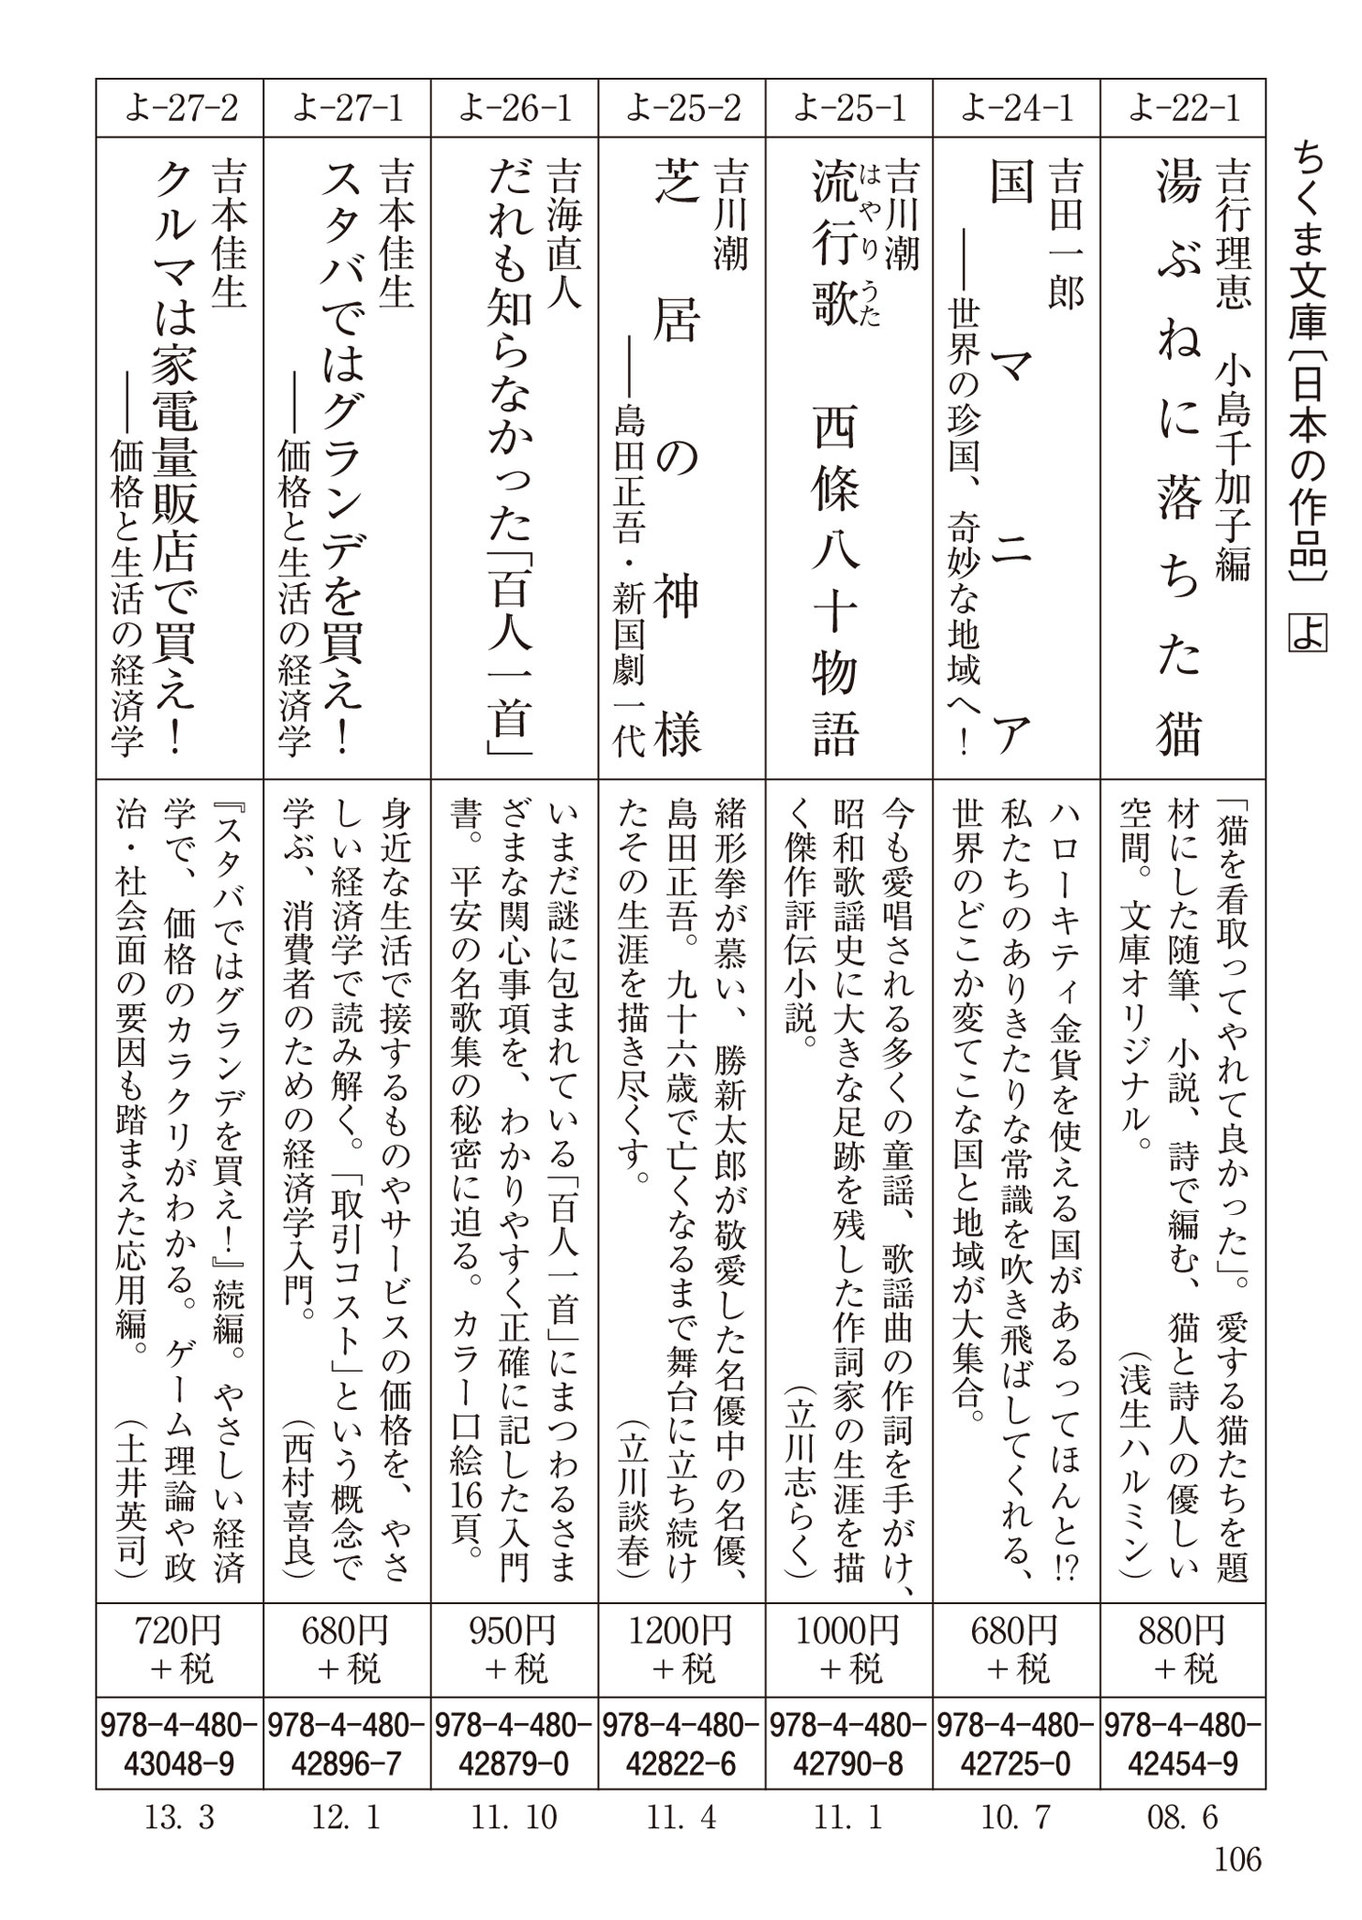 ちくま文庫〔日本の作品〕 よ
よ-22-1
吉行理恵 小島千加子編
湯ぶねに落ちた猫
「猫を看取ってやれて良かった」。愛する猫たちを題
材にした随筆、小説、詩で編む、猫と詩人の優しい
空間。文庫オリジナル。 (浅生ハルミン)
880円
+税
978-4-480-
42454-9
08. 6
よ-24-1
吉田一郎
国マニア
――世界の珍国、奇妙な地域へ!
ハローキティ金貨を使える国があるってほんと!?
私たちのありきたりな常識を吹き飛ばしてくれる、
世界のどこか変てこな国と地域が大集合。
680円
+税
978-4-480-
42725-0
10. 7
よ-25-1
吉川潮
はやり うた
流行歌 西條八十物語
今も愛唱される多くの童謡、歌謡曲の作詞を手がけ、
昭和歌謡史に大きな足跡を残した作詞家の生涯を描
く傑作評伝小説。 (立川志らく)
1000円
+税
978-4-480-
42790-8
11. 1
よ-25-2
吉川潮
芝居の神様
――島田正吾・新国劇一代
緒形拳が慕い、勝新太郎が敬愛した名優中の名優、
島田正吾。九十六歳で亡くなるまで舞台に立ち続け
たその生涯を描き尽くす。 (立川談春)
1200円
+税
978-4-480-
42822-6
11. 4
よ-26-1
吉海直人
だれも知らなかった「百人一首」
いまだ謎に包まれている「百人一首」にまつわるさま
ざまな関心事項を、わかりやすく正確に記した入門
書。平安の名歌集の秘密に迫る。カラー口絵16頁。
950円
+税
978-4-480-
42879-0
11. 10
よ-27-1
吉本佳生
スタバではグランデを買え!
――価格と生活の経済学
身近な生活で接するものやサービスの価格を、やさ
しい経済学で読み解く。「取引コスト」という概念で
学ぶ、消費者のための経済学入門。 (西村喜良)
680円
+税
978-4-480-
42896-7
12. 1
よ-27-2
吉本佳生
クルマは家電量販店で買え!
――価格と生活の経済学
『スタバではグランデを買え!』続編。やさしい経済
学で、価格のカラクリがわかる。ゲーム理論や政
治・社会面の要因も踏まえた応用編。 (土井英司)
720円
+税
978-4-480-
43048-9
13. 3
106